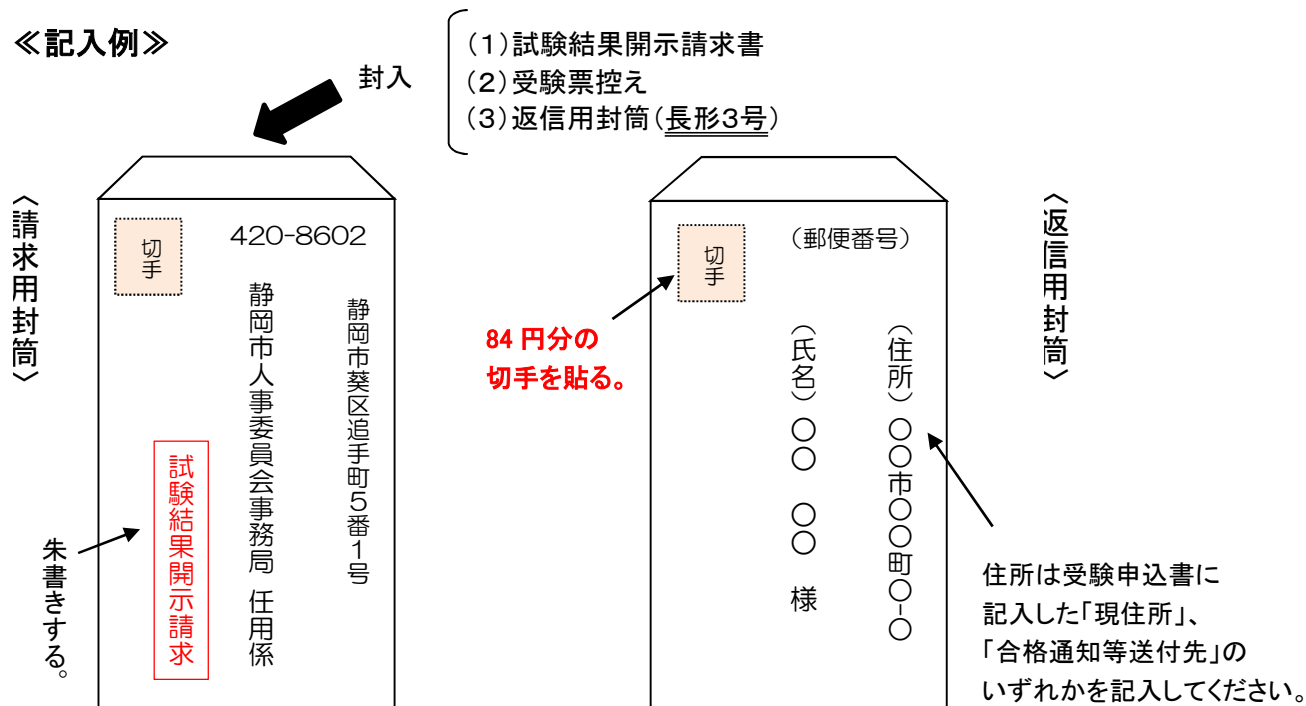 ≪記入例≫
封入
(1)試験結果開示請求書
(2)受験票控え
(3)返信用封筒(長形3号)
〈請求用封筒〉
切手
420-8602
静岡市葵区追手町5番1号
静岡市人事委員会事務局 任用係
試験結果開示請求
朱書きする。
〈返信用封筒〉
切手
(郵便番号)
84円分の
切手を貼る。
(住所)〇〇市〇〇町〇-〇
(氏名)〇〇 〇〇 様
住所は受験申込書に
記入した「現住所」、
「合格通知等送付先」の
いずれかを記入してください。